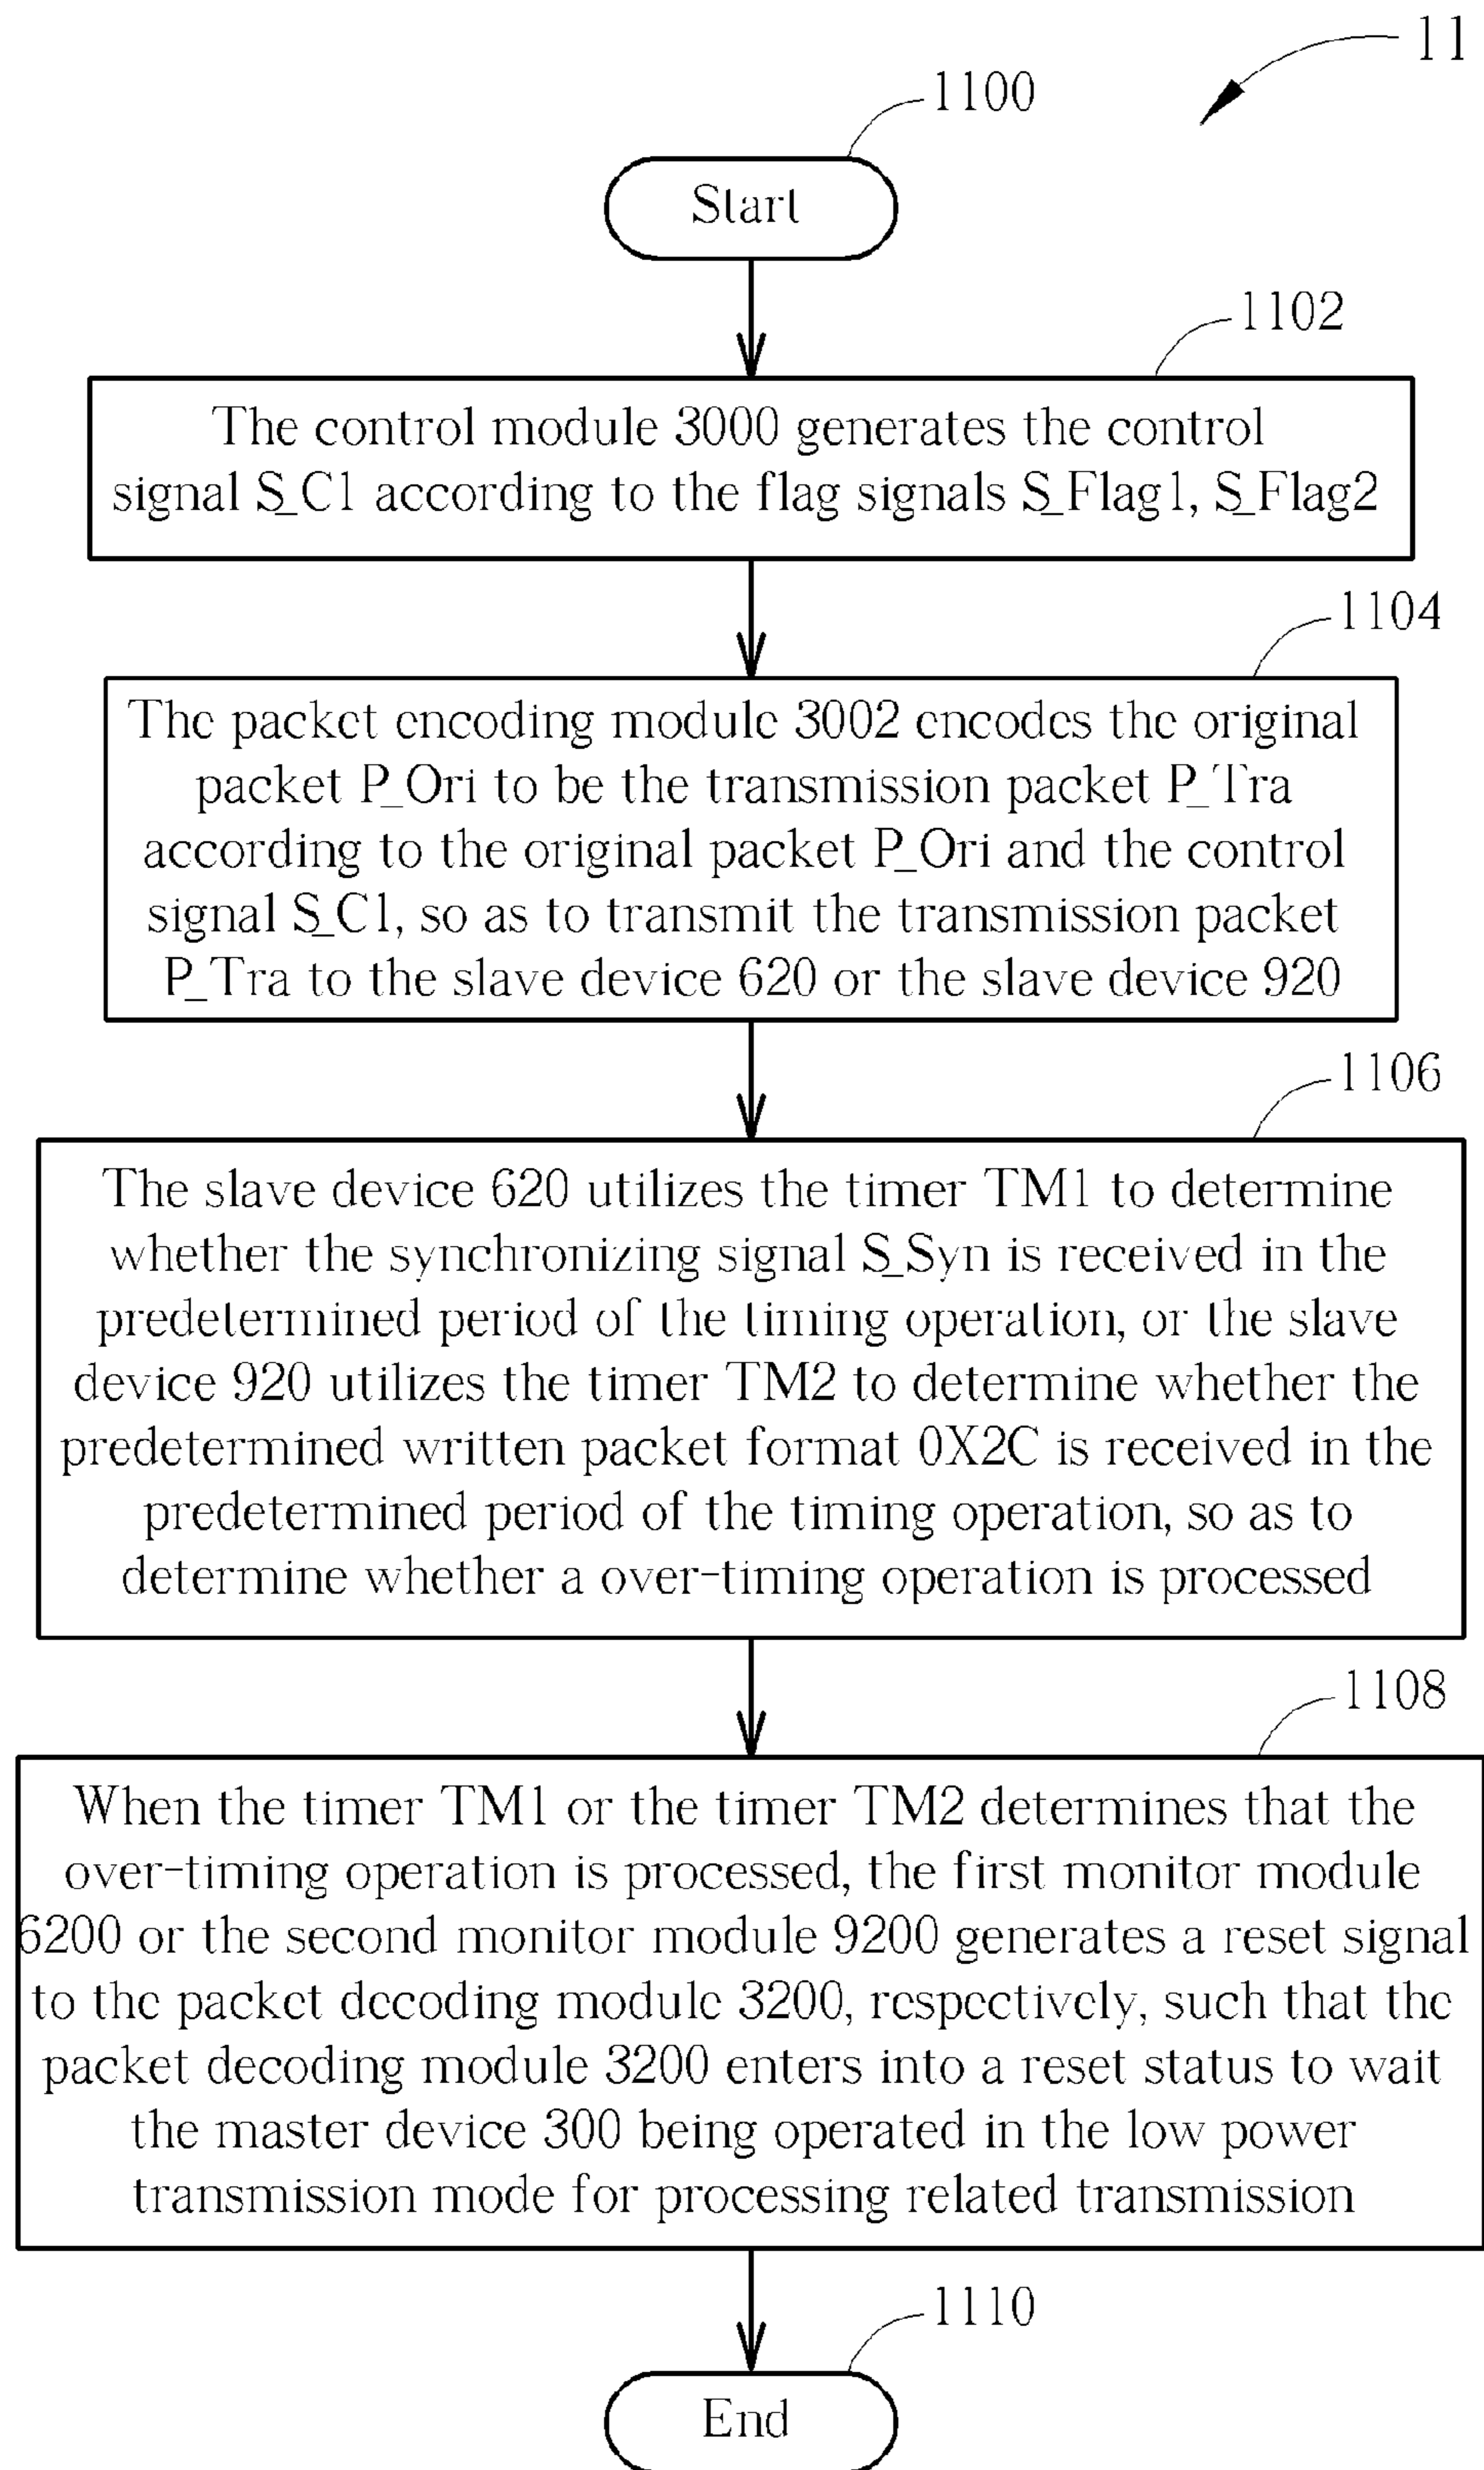 11
1100
Start
1102
The control module 3000 generates the control
signal S_C1 according to the flag signals S_Flag1, S_Flag2
1104
The packet encoding module 3002 encodes the original
packet P_Ori to be the transmission packet P_Tra
according to the original packet P_Ori and the control
signal S_C1, so as to transmit the transmission packet
P_Tra to the slave device 620 or the slave device 920
1106
The slave device 620 utilizes the timer TM1 to determine
whether the synchronizing signal S_Syn is received in the
predetermined period of the timing operation, or the slave
device 920 utilizes the timer TM2 to determine whether the
predetermined written packet format 0X2C is received in the
predetermined period of the timing operation, so as to
determine whether a over-timing operation is processed
1108
When the timer TM1 or the timer TM2 determines that the
over-timing operation is processed, the first monitor module
6200 or the second monitor module 9200 generates a reset signal
to the packet decoding module 3200, respectively, such that the
packet decoding module 3200 enters into a reset status to wait
the master device 300 being operated in the low power
transmission mode for processing related transmission
1110
End